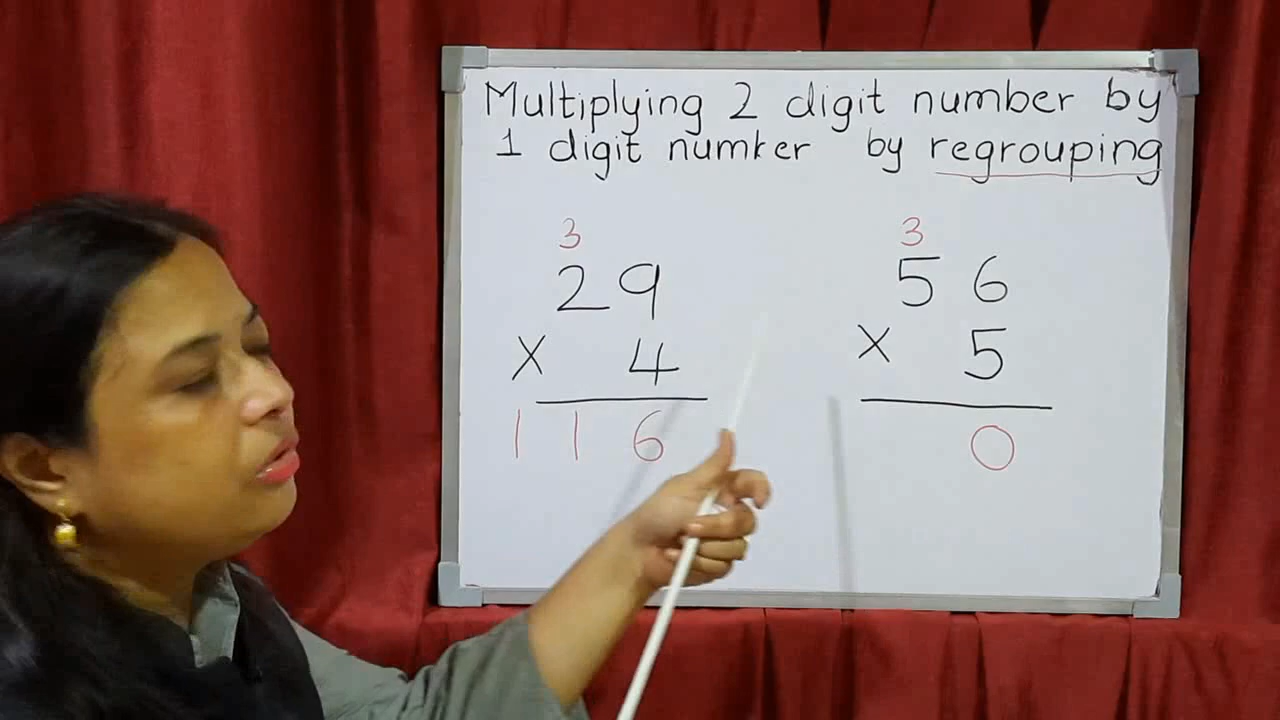 Multiplying 2 digit number by
1 digit number by regrouping
3 3
29 56
× 4 × 5
116 0